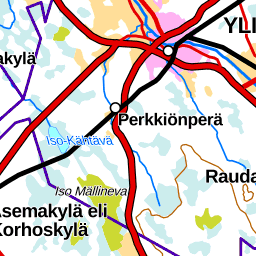 YLI
akylä
Perkkiönperä
Iso-Kähtävä
Rauda
Iso Mällineva
Asemakylä eli
Korhoskylä